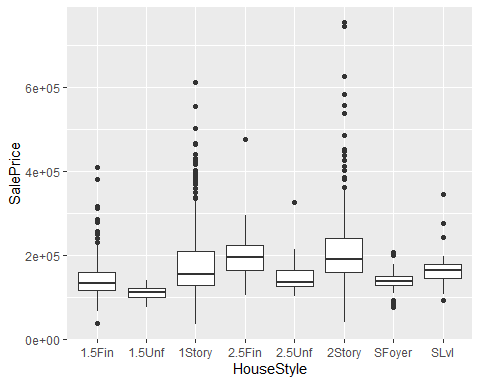 SalePrice
6e+05
4e+05
2e+05
0e+00
1.5Fin 1.5Unf 1Story 2.5Fin 2.5Unf 2Story SFoyer SLvl
HouseStyle